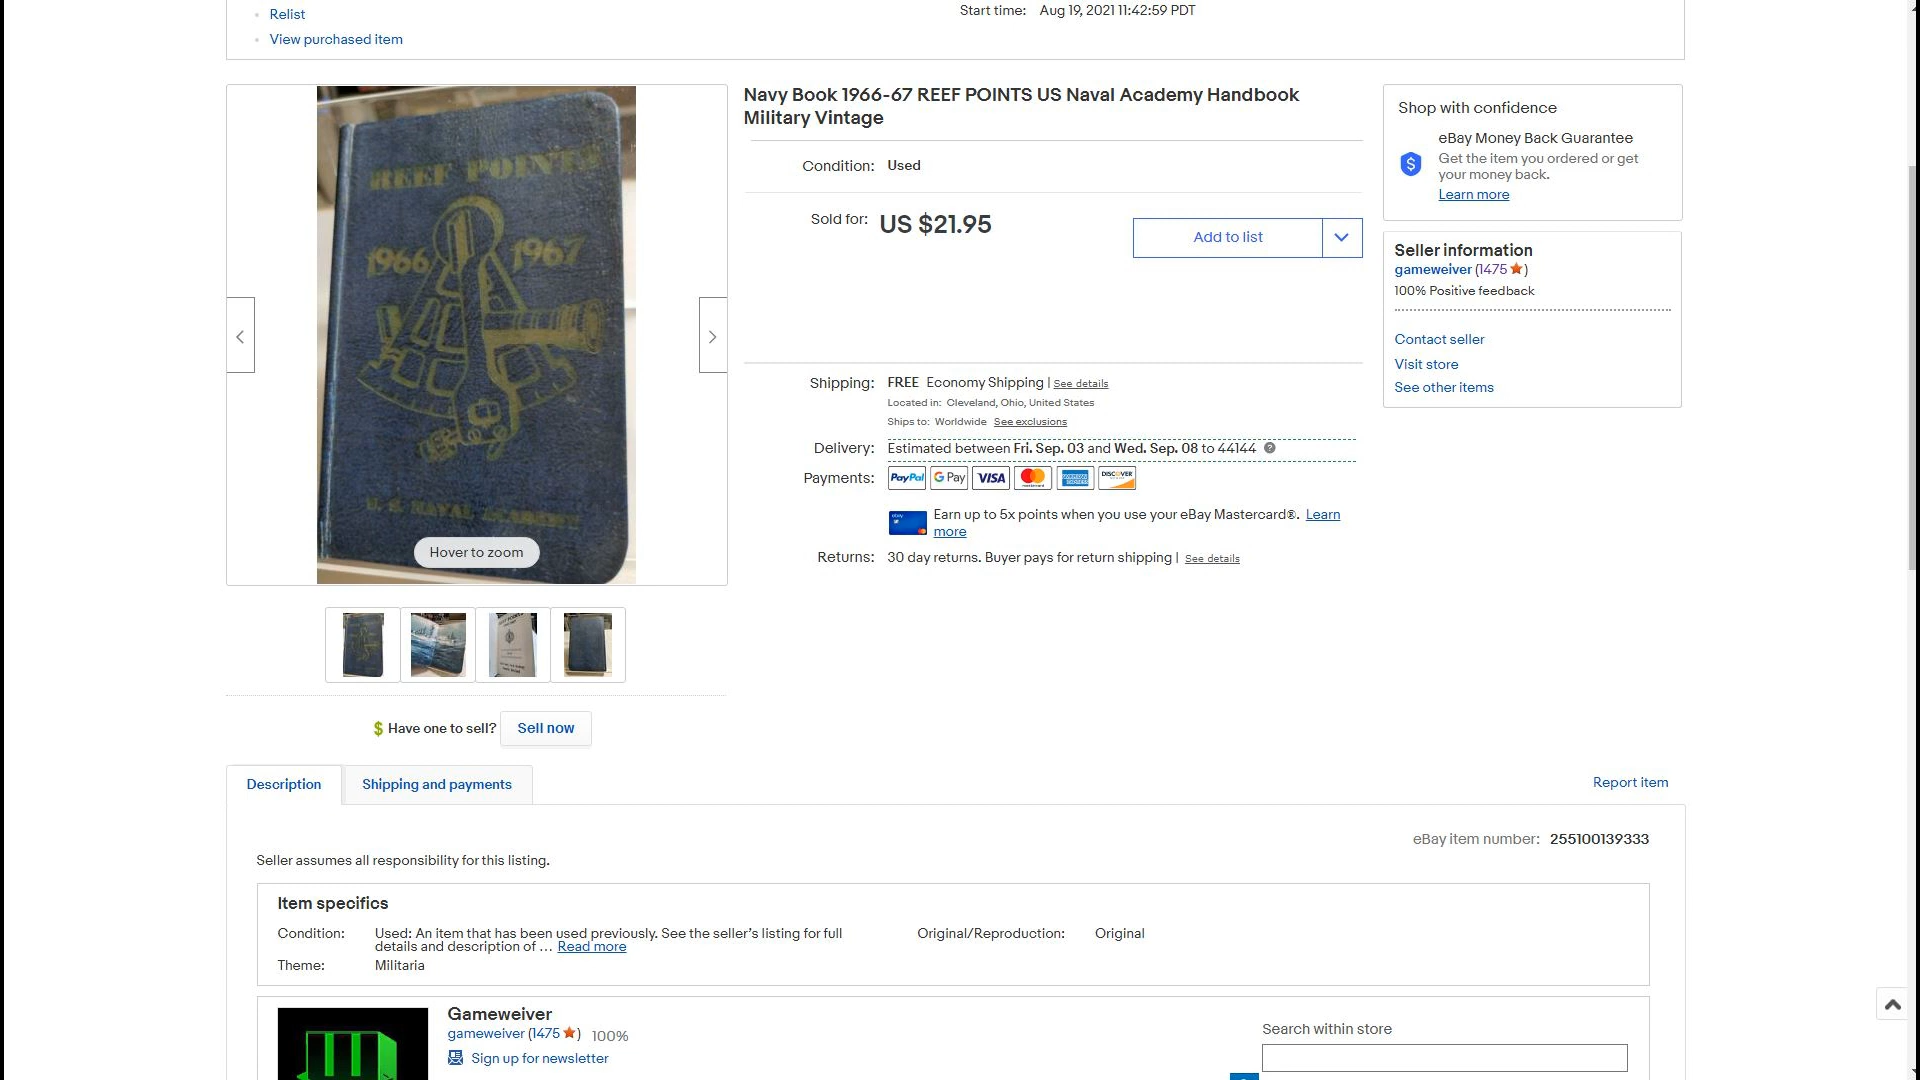 Relist
Start time: Aug 19, 2021 11:42:59 PDT
View purchased item
REEF POINTS
1966 1967
U. S. NAVAL ACADEMY
Hover to zoom
Navy Book 1966-67 REEF POINTS US Naval Academy Handbook
Military Vintage
Condition: Used
Sold for: US $21.95
Add to list
Shipping: FREE Economy Shipping | See details
Located in: Cleveland, Ohio, United States
Ships to: Worldwide See exclusions
Delivery: Estimated between Fri. Sep. 03 and Wed. Sep. 08 to 44144
Payments: PayPal G Pay VISA mastercard AMERICAN EXPRESS DISCOVER
Earn up to 5x points when you use your eBay Mastercard®. Learn
more
Returns: 30 day returns. Buyer pays for return shipping | See details
Shop with confidence
eBay Money Back Guarantee
Get the item you ordered or get
your money back.
Learn more
Seller information
gameweiver (1475)
100% Positive feedback
Contact seller
Visit store
See other items
Have one to sell? Sell now
Description Shipping and payments
Report item
eBay item number: 255100139333
Seller assumes all responsibility for this listing.
Item specifics
Condition: Used: An item that has been used previously. See the seller's listing for full
details and description of ... Read more
Original/Reproduction: Original
Theme: Militaria
Gameweiver
gameweiver (1475) 100%
Sign up for newsletter
Search within store